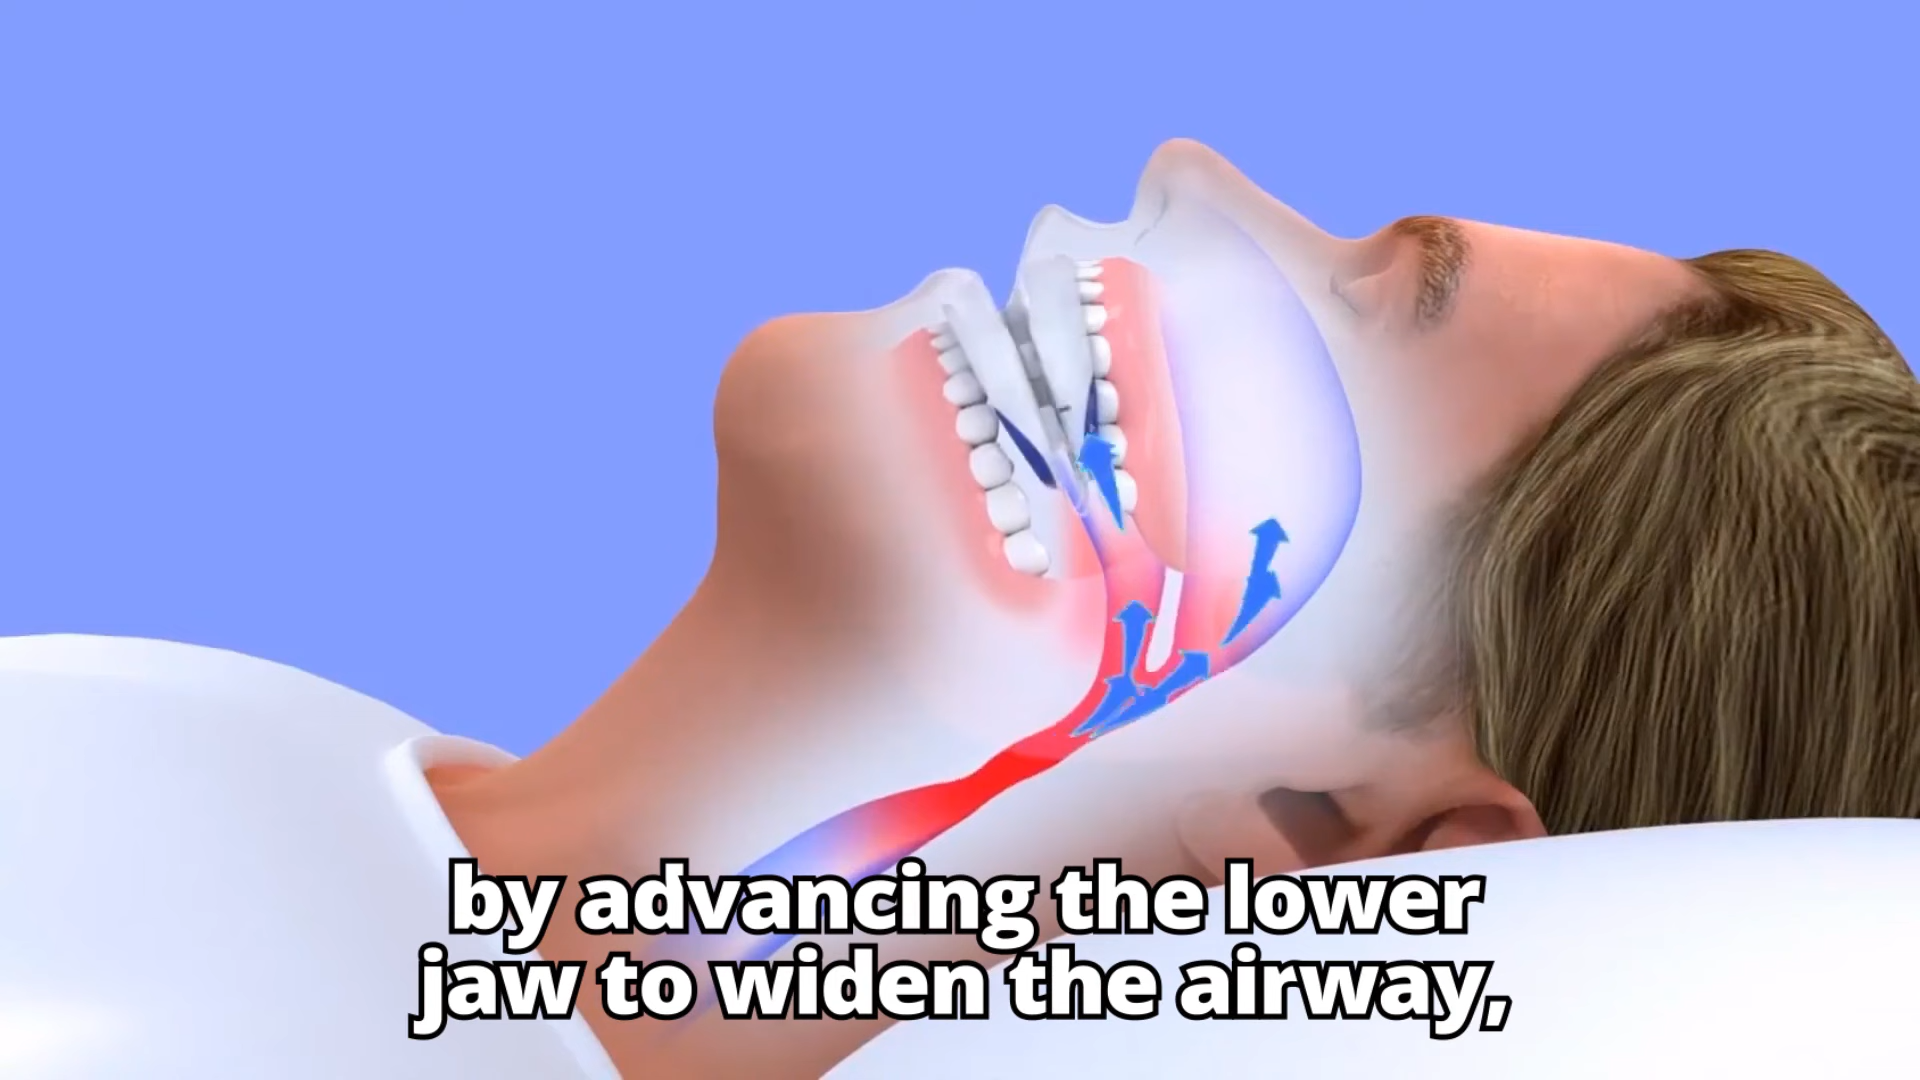 by advancing the lower
jaw to widen the airway,